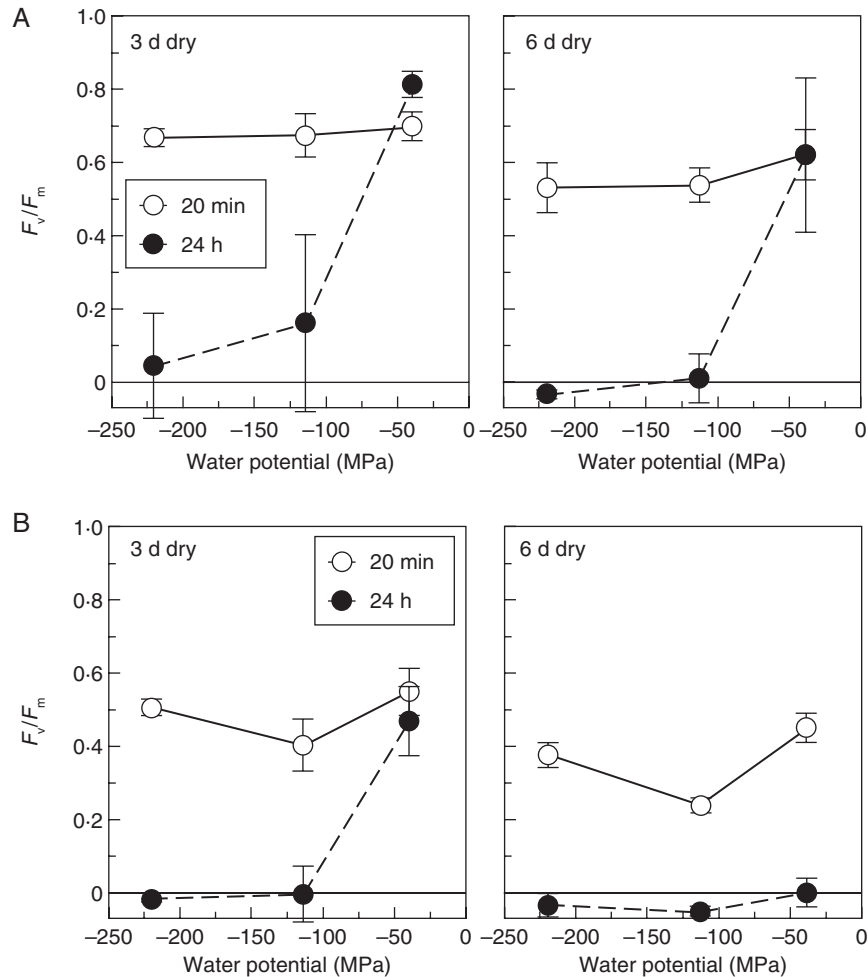 A
3 d dry
6 d dry
1·0
0·8
0·6
0·4
0·2
0
Fv/Fm
20 min
24 h
–250 –200 –150 –100 –50 0
–250 –200 –150 –100 –50 0
Water potential (MPa)
Water potential (MPa)
B
3 d dry
6 d dry
1·0
0·8
0·6
0·4
0·2
0
Fv/Fm
20 min
24 h
–250 –200 –150 –100 –50 0
–250 –200 –150 –100 –50 0
Water potential (MPa)
Water potential (MPa)